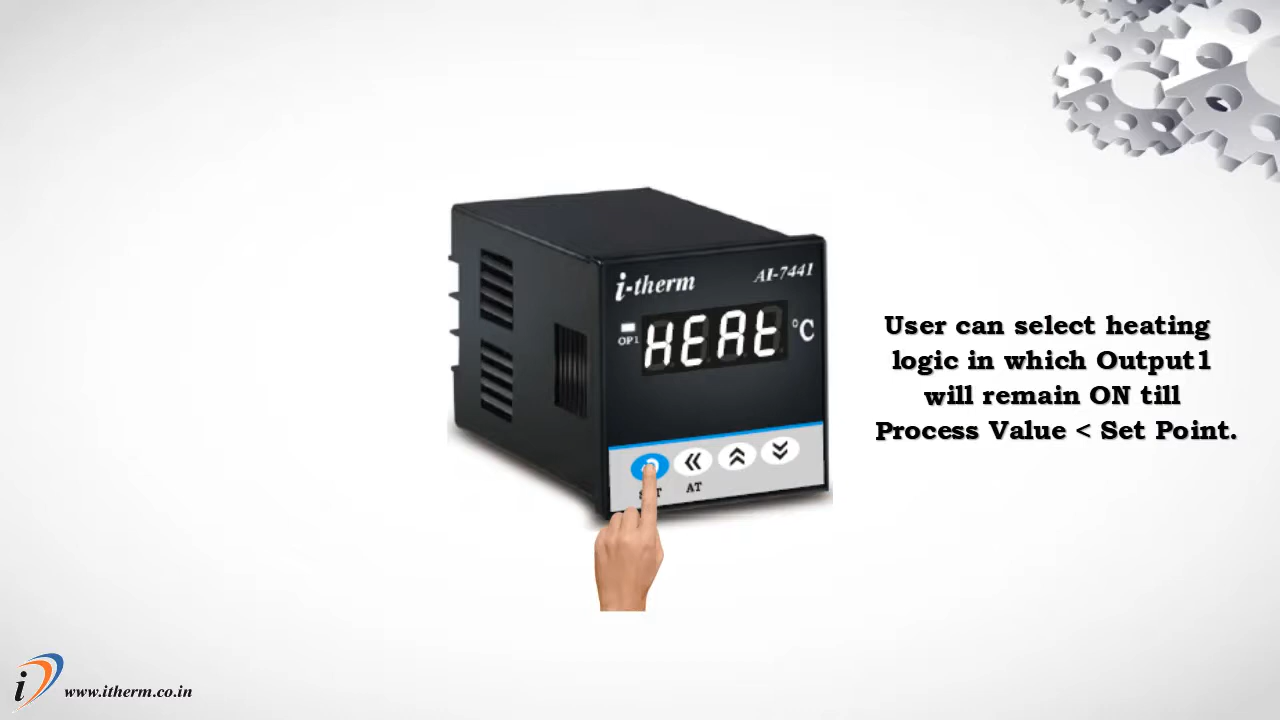 i-therm
AI-7441
HEAt
°C
OP1
SET
AT
User can select heating
logic in which Output1
will remain ON till
Process Value < Set Point.
i
www.itherm.co.in